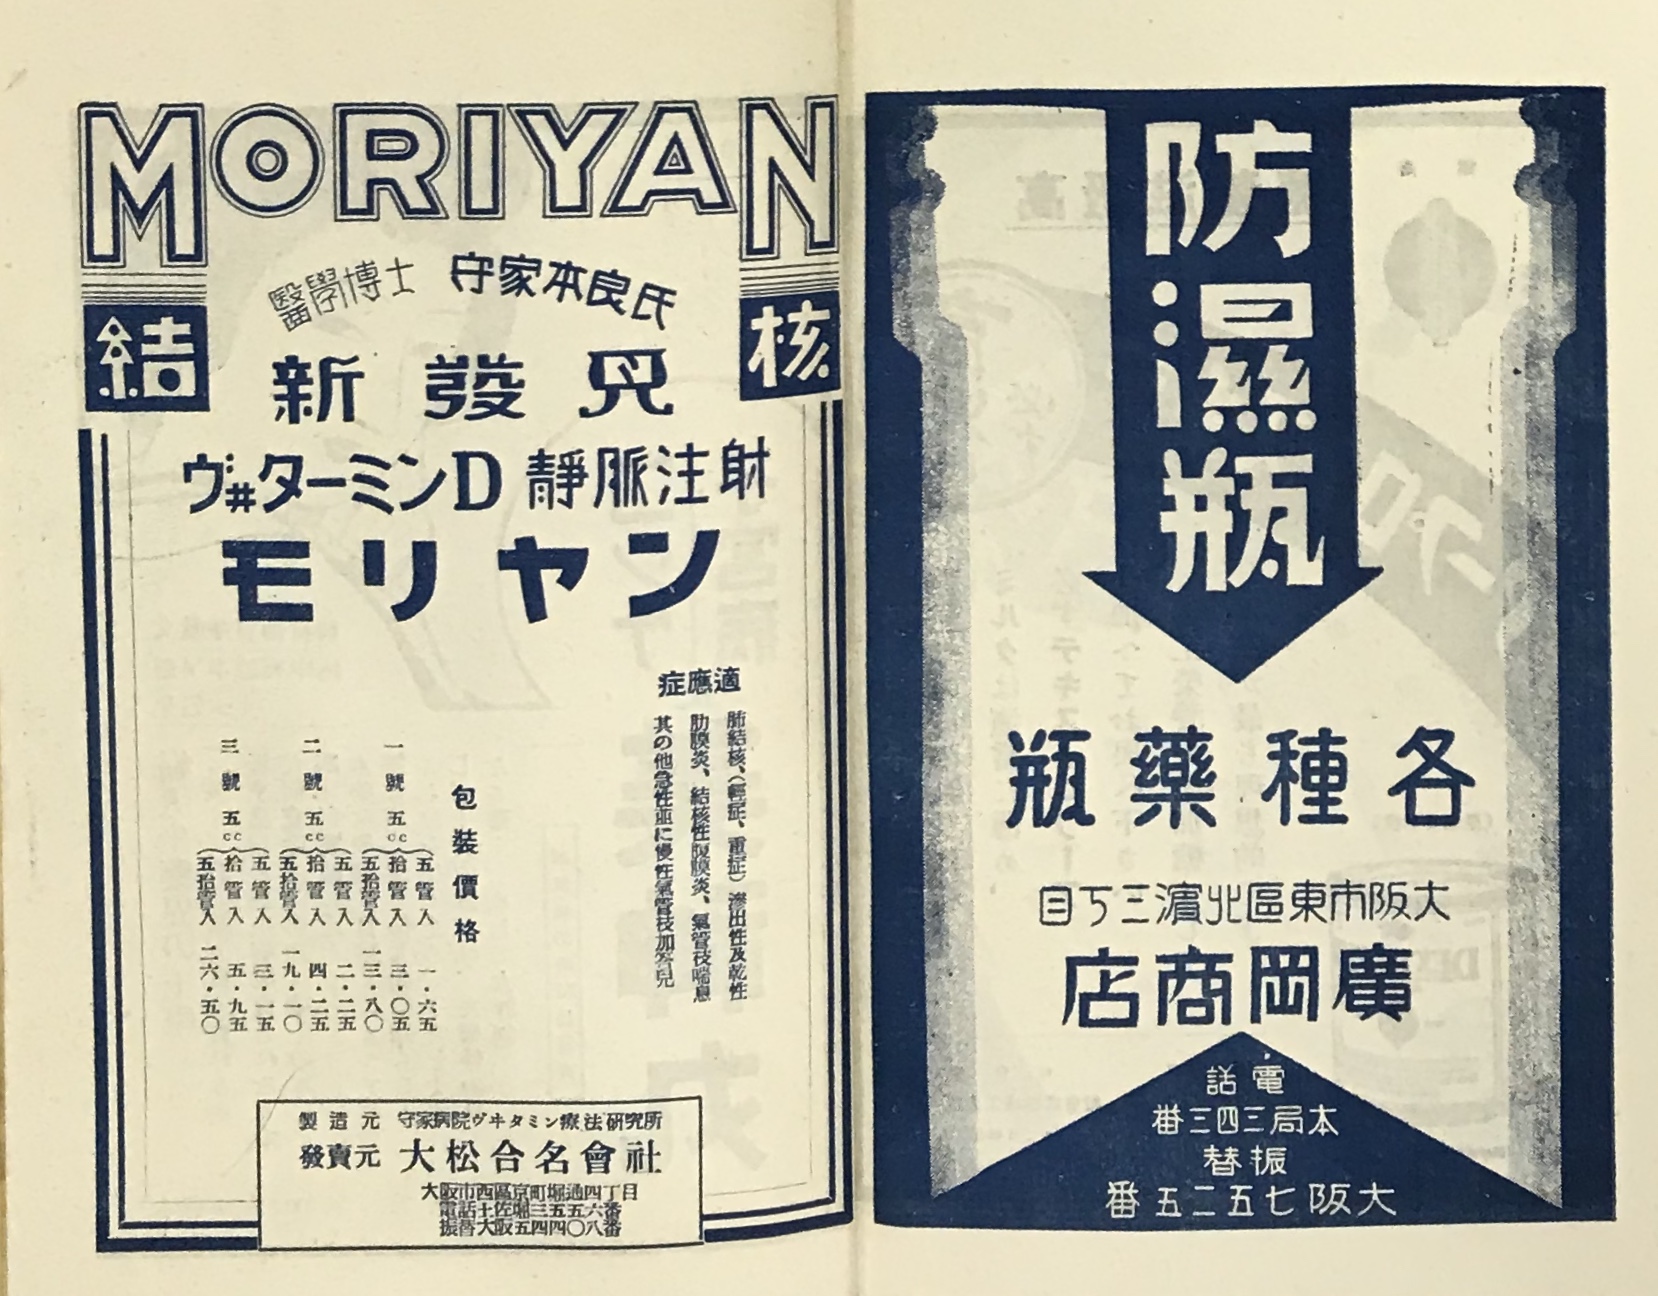 防濕瓶
各種藥瓶
大阪市東區北濱三丁目
廣岡商店
電話
本局三四三番
振替
大阪七五二五番
MORIYAN
結核
醫學博士 守家本良氏
新發見
ヴヰターミンD 靜脈注射
モリヤン
適應症
肺結核、(輕症、重症)滲出性及乾性
肋膜炎、結核性腹膜炎、氣管枝喘息
其の他急性並に慢性氣管枝加答兒
包裝價格
一號 五cc
五管入 一・六五
拾管入 三・〇五
五拾管入 一三・八〇
二號 五cc
五管入 二・二五
拾管入 四・二五
五拾管入 一九・一〇
三號 五cc
五管入 三・一五
拾管入 五・九五
五拾管入 二六・五〇
製造元 守家病院ヴヰタミン療法研究所
發賣元 大松合名會社
大阪市西區京町堀通四丁目
電話土佐堀三五五六番
振替大阪五四四〇八番